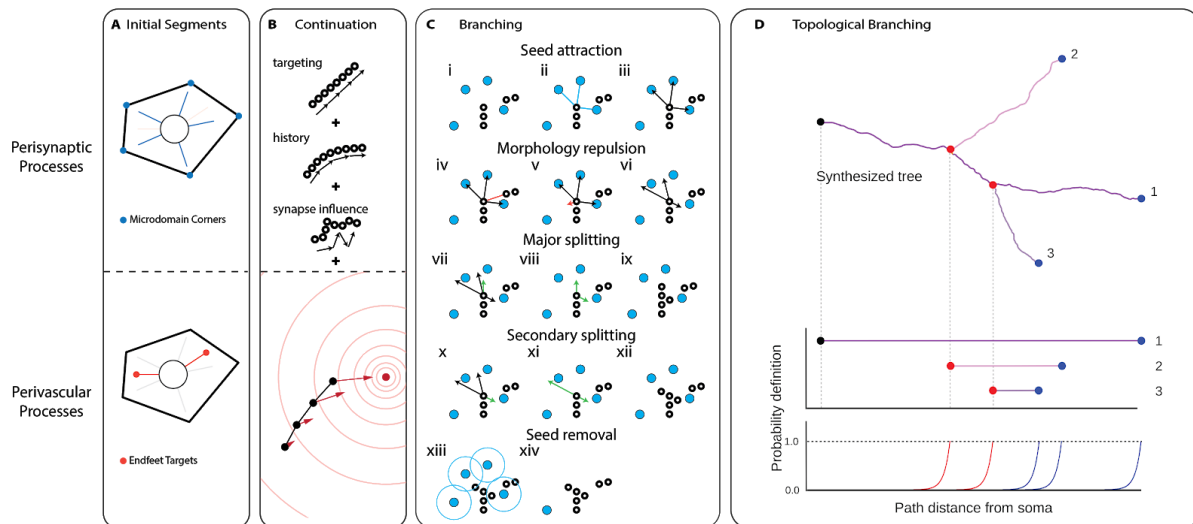 A Initial Segments
B Continuation
C Branching
D Topological Branching
Perisynaptic
Processes
Microdomain Corners
Perivascular
Processes
Endfeet Targets
targeting
+
history
+
synapse influence
+
Seed attraction
i ii iii
Morphology repulsion
iv v vi
Major splitting
vii viii ix
Secondary splitting
x xi xii
Seed removal
xiii xiv
2
Synthesized tree
1
3
1
2
3
Probability definition
1.0
0.0
Path distance from soma